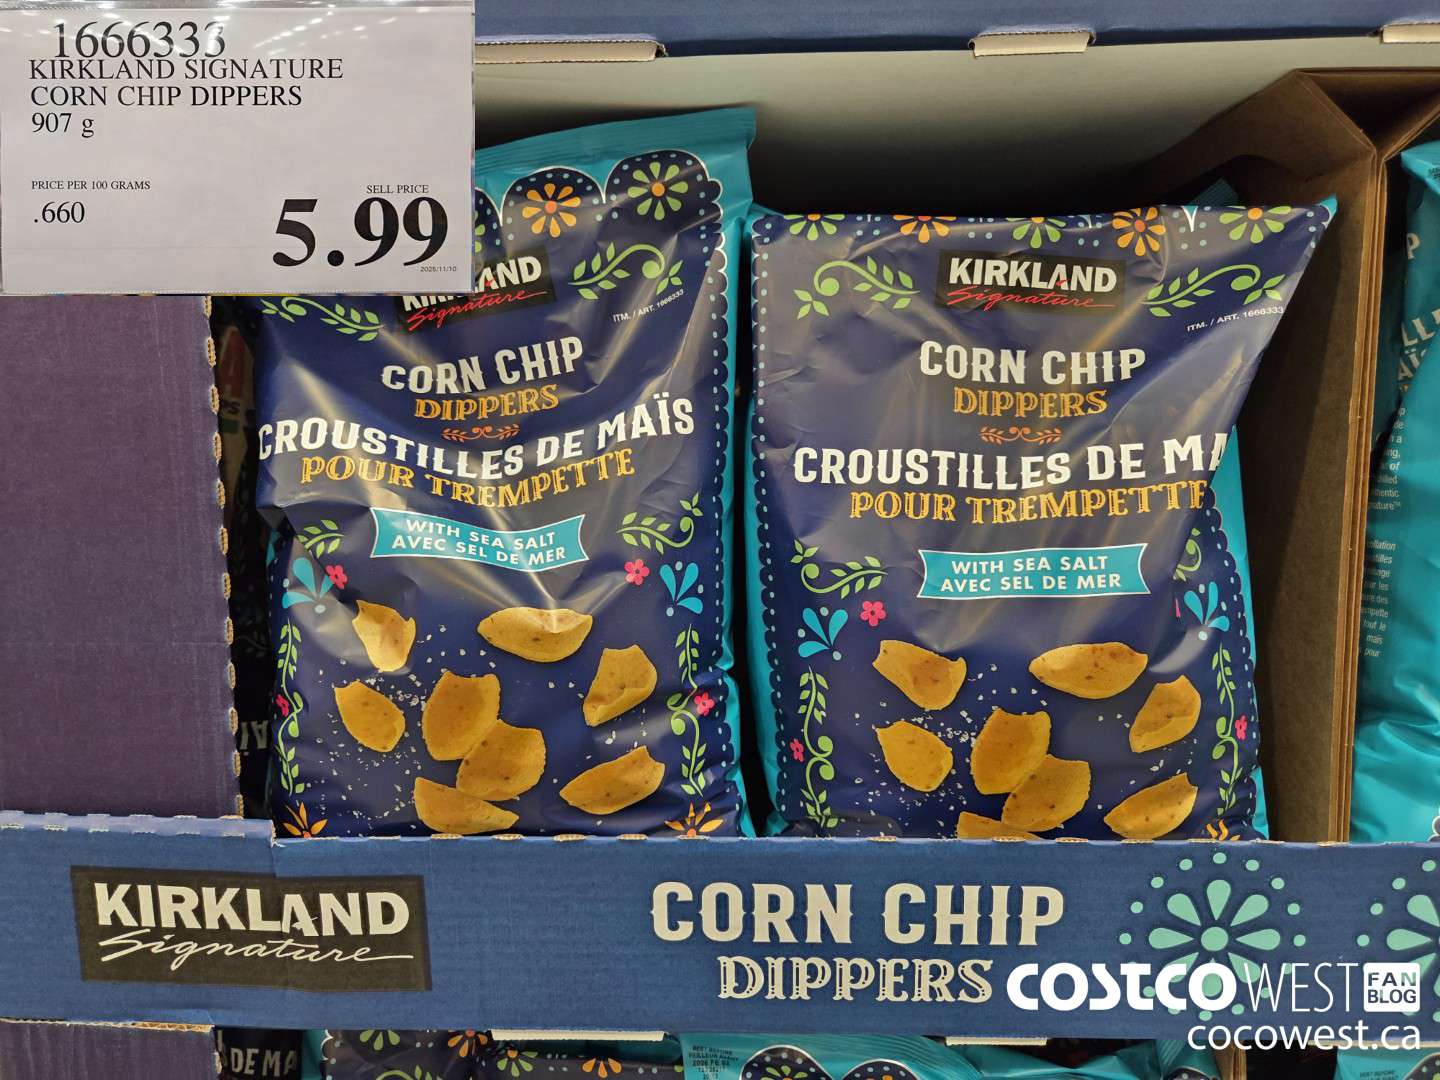 1666333
KIRKLAND SIGNATURE
CORN CHIP DIPPERS
907 g
PRICE PER 100 GRAMS
.660
SELL PRICE
5.99
KIRKLAND
Signature
ITM. / ART. 1666333
CORN CHIP
DIPPERS
CROUSTILLES DE MAÏS
POUR TREMPETTE
WITH SEA SALT
AVEC SEL DE MER
KIRKLAND
Signature
ITM. / ART. 1666333
CORN CHIP
DIPPERS
CROUSTILLES DE MA
POUR TREMPETTE
WITH SEA SALT
AVEC SEL DE MER
KIRKLAND
Signature
CORN CHIP
DIPPERS
COSTCO WEST FAN BLOG
cocowest.ca
DE MA